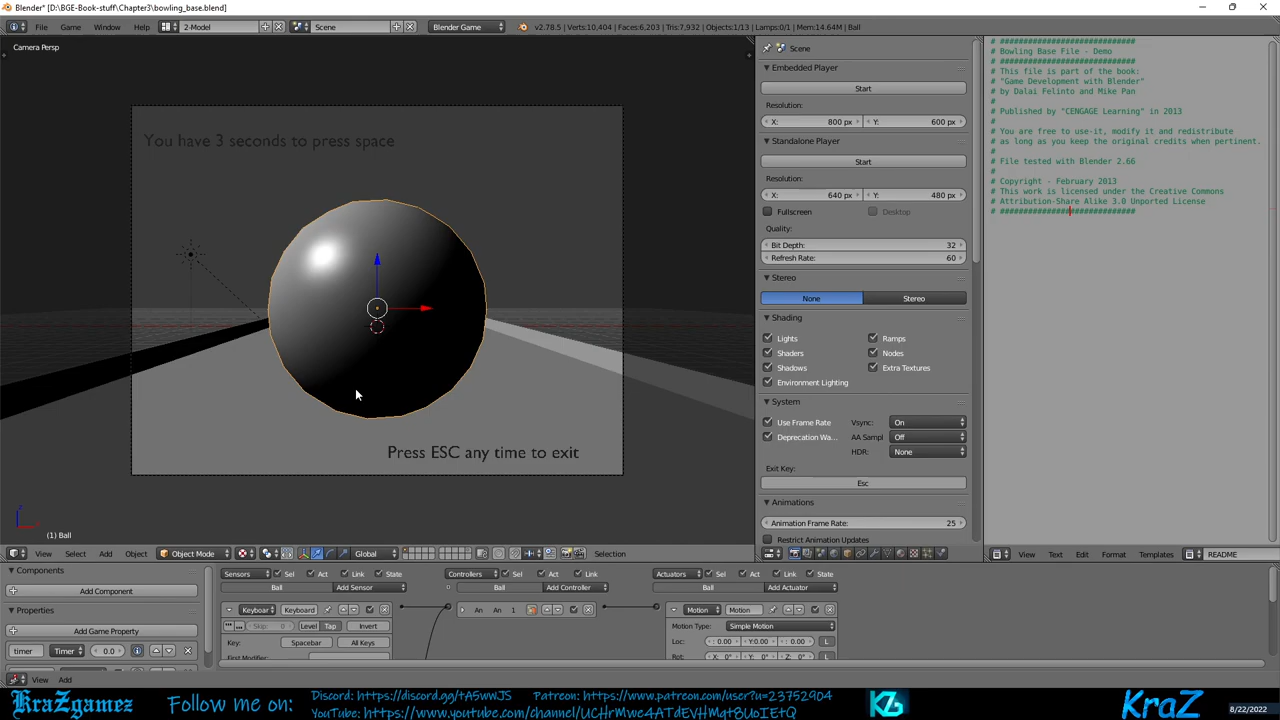 Blender* [D:\BGE-Book-stuff\Chapter3\bowling_base.blend]
File Game Window Help 2-Model Scene Blender Game v2.78.5 | Verts:10,404 | Faces:6,203 | Tris:7,932 | Objects:1/13 | Lamps:0/1 | Mem:14.64M | Ball
Camera Persp
You have 3 seconds to press space
Press ESC any time to exit
(1) Ball
View Select Add Object Object Mode Global Selection
Scene
Embedded Player
Start
Resolution:
X: 800 px Y: 600 px
Standalone Player
Start
Resolution:
X: 640 px Y: 480 px
Fullscreen Desktop
Quality:
Bit Depth: 32
Refresh Rate: 60
Stereo
None Stereo
Shading
Lights Ramps
Shaders Nodes
Shadows Extra Textures
Environment Lighting
System
Use Frame Rate Vsync: On
Deprecation Wa... AA Sampl Off
HDR: None
Exit Key:
Esc
Animations
Animation Frame Rate: 25
Restrict Animation Updates
# #############################
# Bowling Base File - Demo
# #############################
# This file is part of the book:
# "Game Development with Blender"
# by Dalai Felinto and Mike Pan
#
# Published by "CENGAGE Learning" in 2013
#
# You are free to use-it, modify it and redistribute
# as long as you keep the original credits when pertinent.
#
# File tested with Blender 2.66
#
# Copyright - February 2013
# This work is licensed under the Creative Commons
# Attribution-Share Alike 3.0 Unported License
# #############################
View Text Edit Format Templates README
Components
Add Component
Properties
Add Game Property
timer Timer 0.0
Sensors Sel Act Link State
Ball Add Sensor
Keyboar Keyboard
Skip: 0 Level Tap Invert
Key: Spacebar All Keys
First Modifier:
Controllers Sel Act Link
Ball Add Controller
An An 1
Actuators Sel Act Link State
Ball Add Actuator
Motion Motion
Motion Type: Simple Motion
Loc: : 0.00 Y:0.00 : 0.00 L
Rot: X: 0° Y: 0° Z: 0° L
View Add
KraZgamez Follow me on: Discord: https://discord.gg/tA5wwJS Patreon: https://www.patreon.com/user?u=23752904
YouTube: https://www.youtube.com/channel/UCHrMwe4ATdEVHMgt8UoIEtQ
KZ
KraZ
8/22/2022